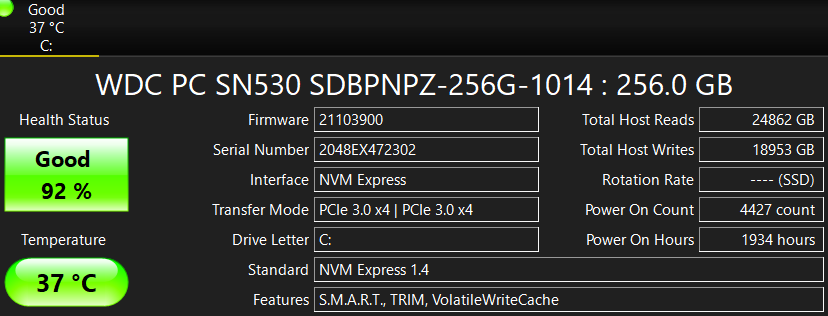 Good
37 °C
C:
WDC PC SN530 SDBPNPZ-256G-1014 : 256.0 GB
Health Status
Good
92 %
Temperature
37 °C
Firmware 21103900
Serial Number 2048EX472302
Interface NVM Express
Transfer Mode PCIe 3.0 x4 | PCIe 3.0 x4
Drive Letter C:
Standard NVM Express 1.4
Features S.M.A.R.T., TRIM, VolatileWriteCache
Total Host Reads 24862 GB
Total Host Writes 18953 GB
Rotation Rate ---- (SSD)
Power On Count 4427 count
Power On Hours 1934 hours